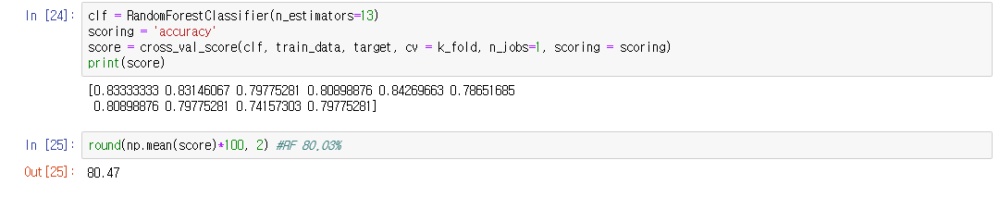 In [24]: clf = RandomForestClassifier(n_estimators=13)
scoring = 'accuracy'
score = cross_val_score(clf, train_data, target, cv = k_fold, n_jobs=1, scoring = scoring)
print(score)
[0.83333333 0.83146067 0.79775281 0.80898876 0.84269663 0.78651685
0.80898876 0.79775281 0.74157303 0.79775281]
In [25]: round(np.mean(score)*100, 2) #RF 80.03%
Out[25]: 80.47